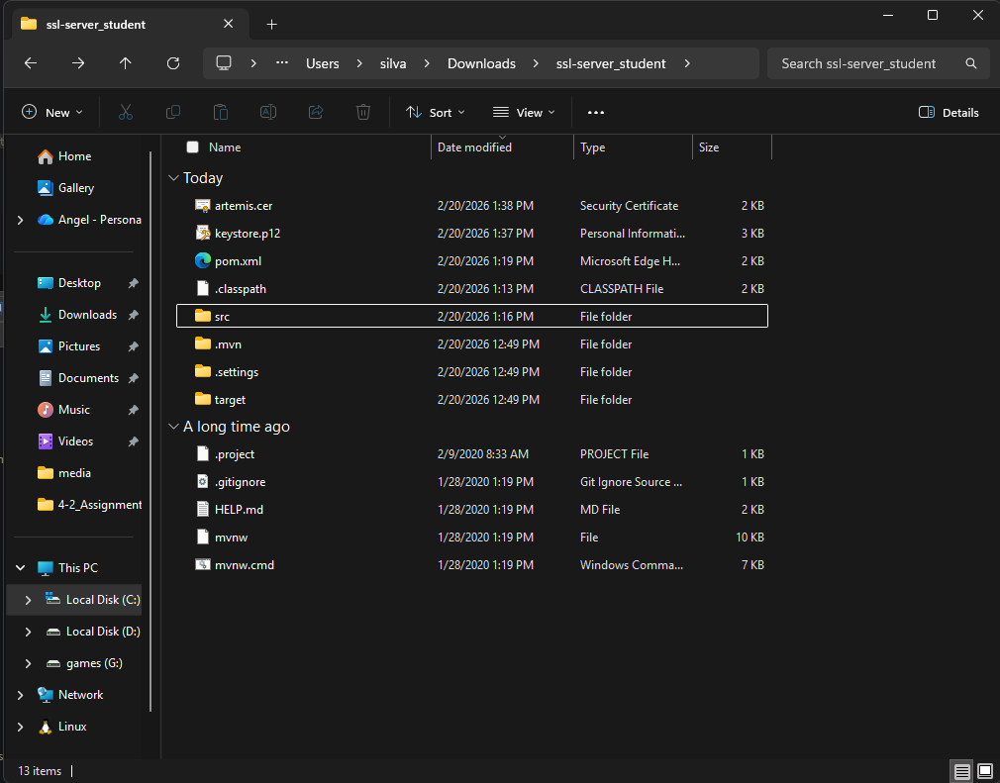 ssl-server_student
Users > silva > Downloads > ssl-server_student >
Search ssl-server_student
New
Sort
View
Details
Home
Gallery
Angel - Persona
Desktop
Downloads
Pictures
Documents
Music
Videos
media
4-2_Assignment
This PC
Local Disk (C:)
Local Disk (D:)
games (G:)
Network
Linux
Name Date modified Type Size
Today
artemis.cer 2/20/2026 1:38 PM Security Certificate 2 KB
keystore.p12 2/20/2026 1:37 PM Personal Informati... 3 KB
pom.xml 2/20/2026 1:19 PM Microsoft Edge H... 2 KB
.classpath 2/20/2026 1:13 PM CLASSPATH File 2 KB
src 2/20/2026 1:16 PM File folder
.mvn 2/20/2026 12:49 PM File folder
.settings 2/20/2026 12:49 PM File folder
target 2/20/2026 12:49 PM File folder
A long time ago
.project 2/9/2020 8:33 AM PROJECT File 1 KB
.gitignore 1/28/2020 1:19 PM Git Ignore Source ... 1 KB
HELP.md 1/28/2020 1:19 PM MD File 2 KB
mvnw 1/28/2020 1:19 PM File 10 KB
mvnw.cmd 1/28/2020 1:19 PM Windows Comma... 7 KB
13 items